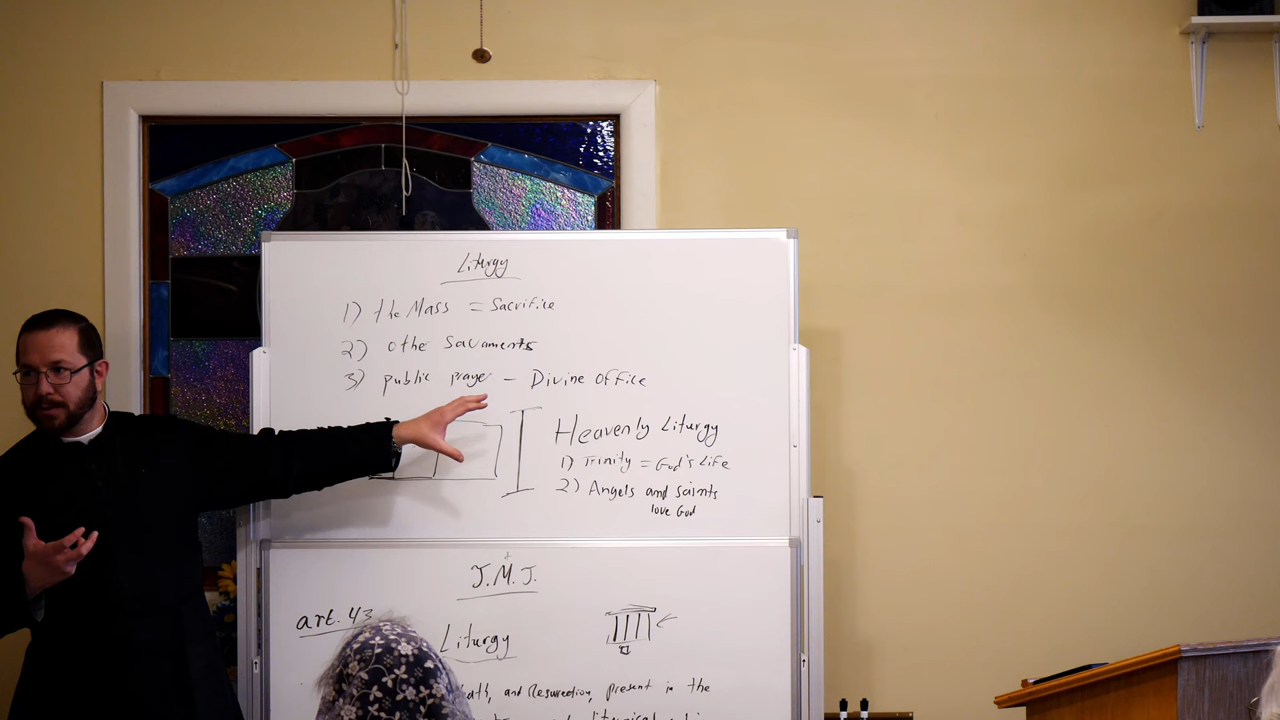 Liturgy
1) the Mass = Sacrifice
2) other Sacraments
3) public prayer - Divine Office
Heavenly Liturgy
1) Trinity = God's Life
2) Angels and Saints
love God
J.M.J.
art. 43
Liturgy
and Resurrection, present in the